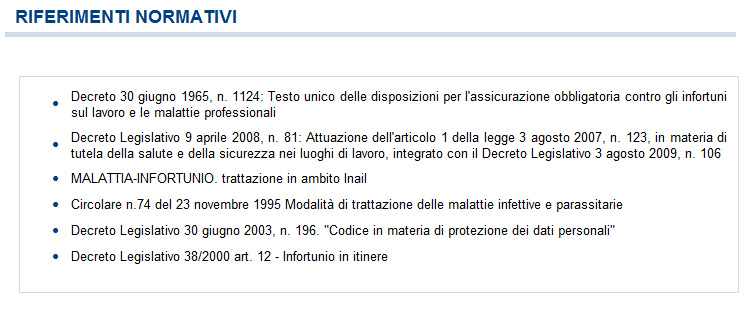 RIFERIMENTI NORMATIVI
Decreto 30 giugno 1965, n. 1124: Testo unico delle disposizioni per l'assicurazione obbligatoria contro gli infortuni
sul lavoro e le malattie professionali
Decreto Legislativo 9 aprile 2008, n. 81: Attuazione dell'articolo 1 della legge 3 agosto 2007, n. 123, in materia di
tutela della salute e della sicurezza nei luoghi di lavoro, integrato con il Decreto Legislativo 3 agosto 2009, n. 106
MALATTIA-INFORTUNIO. trattazione in ambito Inail
Circolare n.74 del 23 novembre 1995 Modalità di trattazione delle malattie infettive e parassitarie
Decreto Legislativo 30 giugno 2003, n. 196. "Codice in materia di protezione dei dati personali"
Decreto Legislativo 38/2000 art. 12 - Infortunio in itinere